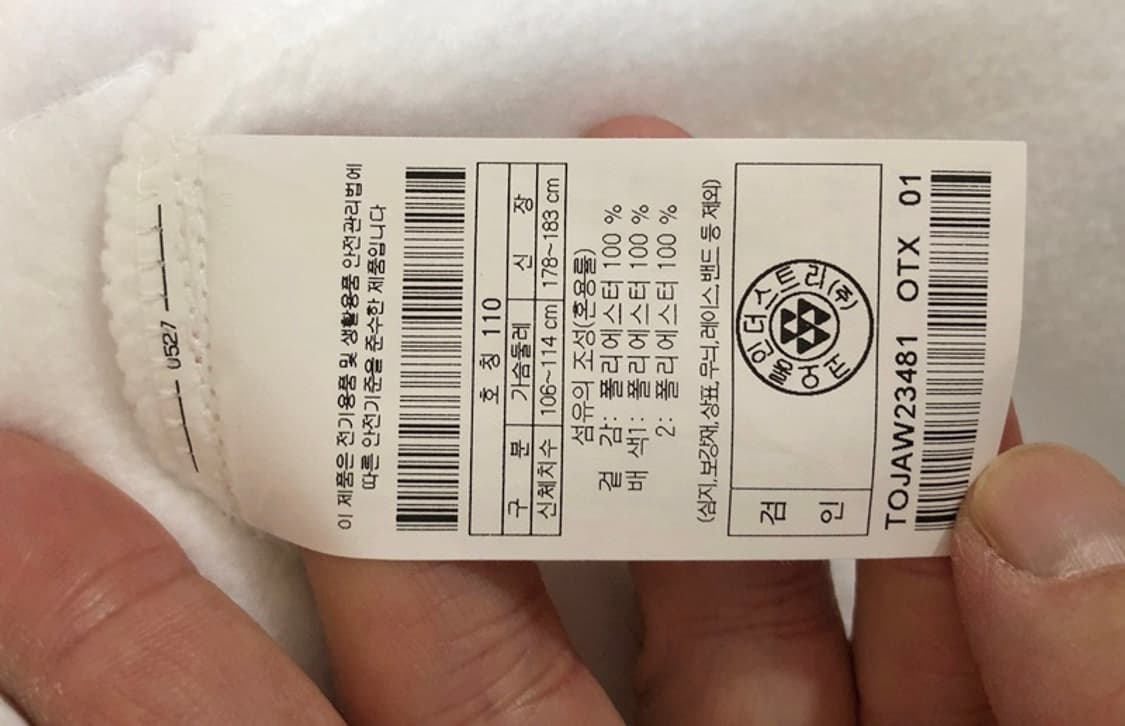 U527
이 제품은 전기용품 및 생활용품 안전관리법에
따른 안전기준을 준수한 제품입니다
호 칭 110
구 분 가슴둘레 신 장
신체치수 106~114 cm 178~183 cm
섬유의 조성(혼용률)
겉 감: 폴리에스터 100 %
배 색1: 폴리에스터 100 %
2: 폴리에스터 100 %
(심지,보강재,상표,무늬,레이스,밴드 등 제외)
검 인
인더스트리(주)
TOJAW23481 OTX 01